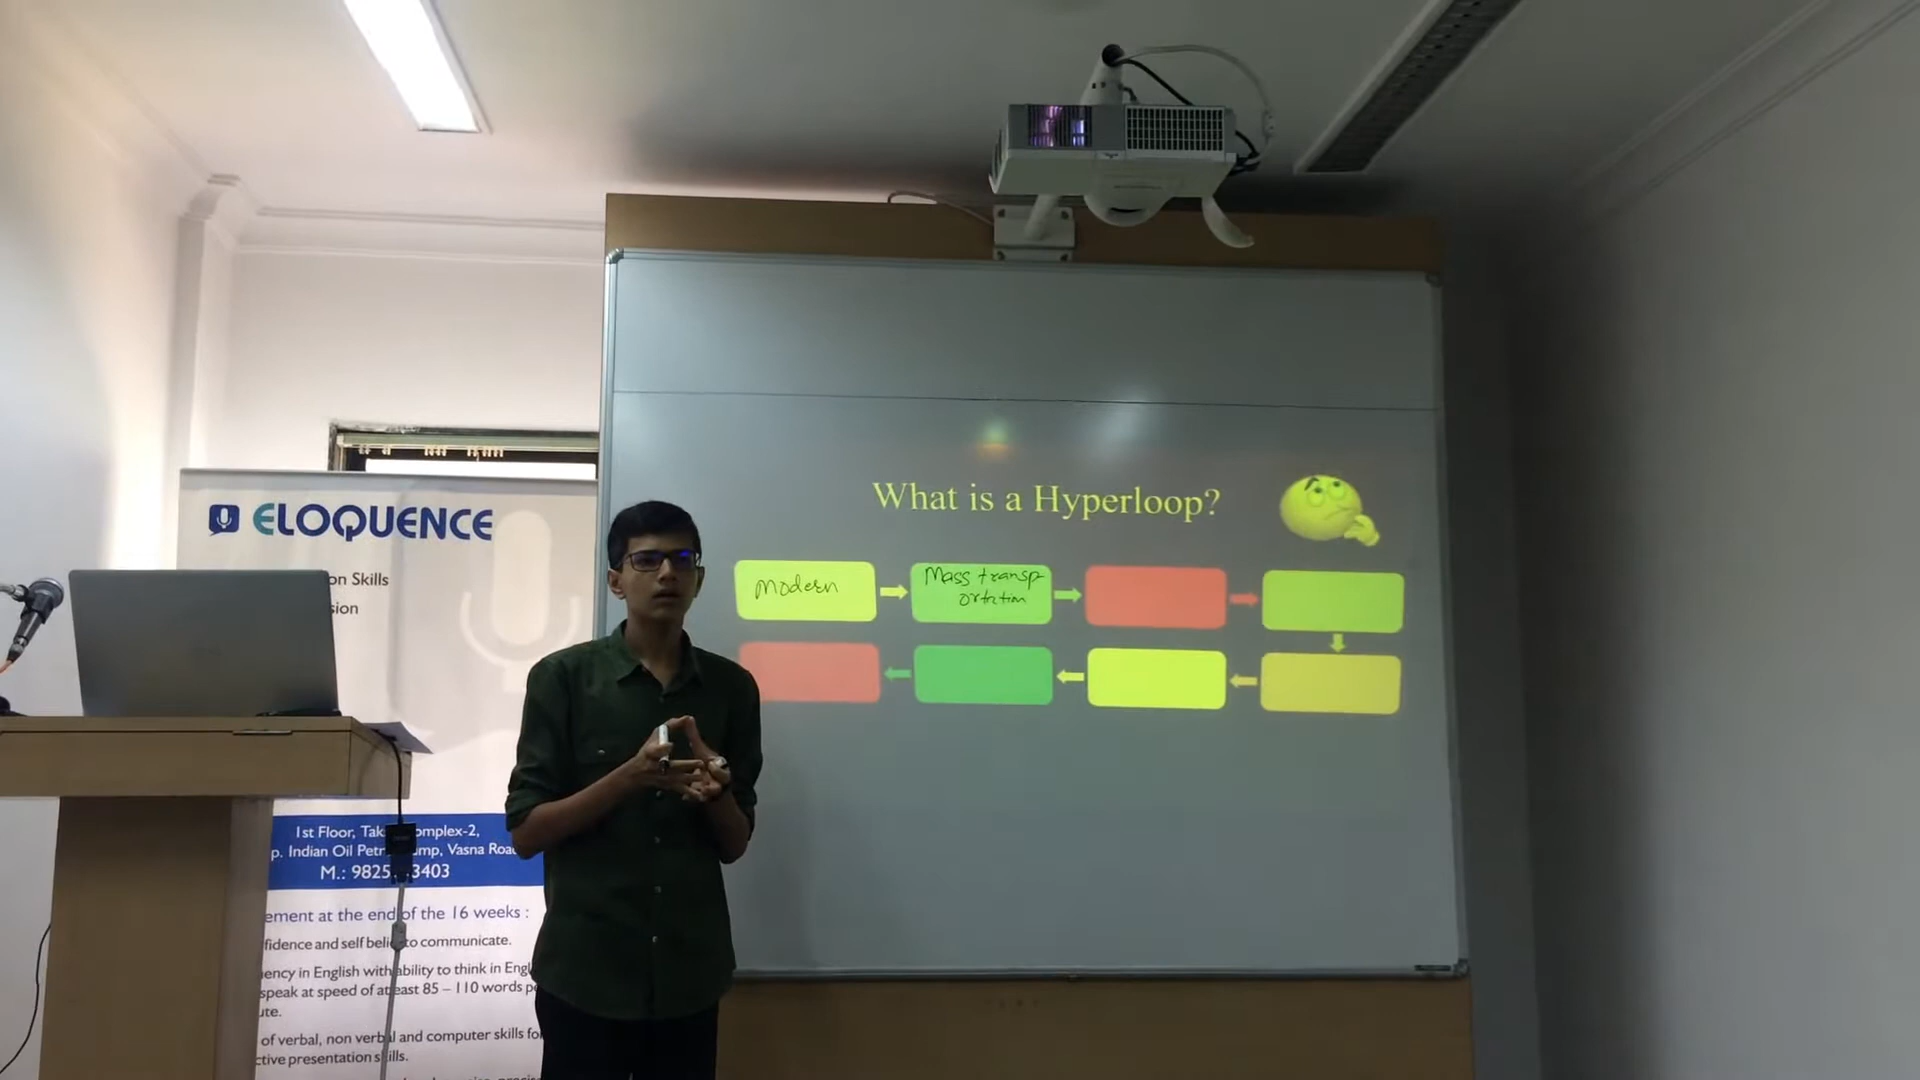 What is a Hyperloop?
Modern
Mass transp-
ortation
ELOQUENCE
on Skills
sion
1st Floor, Tak omplex-2,
p. Indian Oil Petr mp, Vasna Roa
M.: 9825 3403
ement at the end of the 16 weeks :
fidence and self beli to communicate.
ency in English with ability to think in Engl
speak at speed of at east 85 – 110 words p
ute.
of verbal, non verbal and computer skills fo
ctive presentation skills.